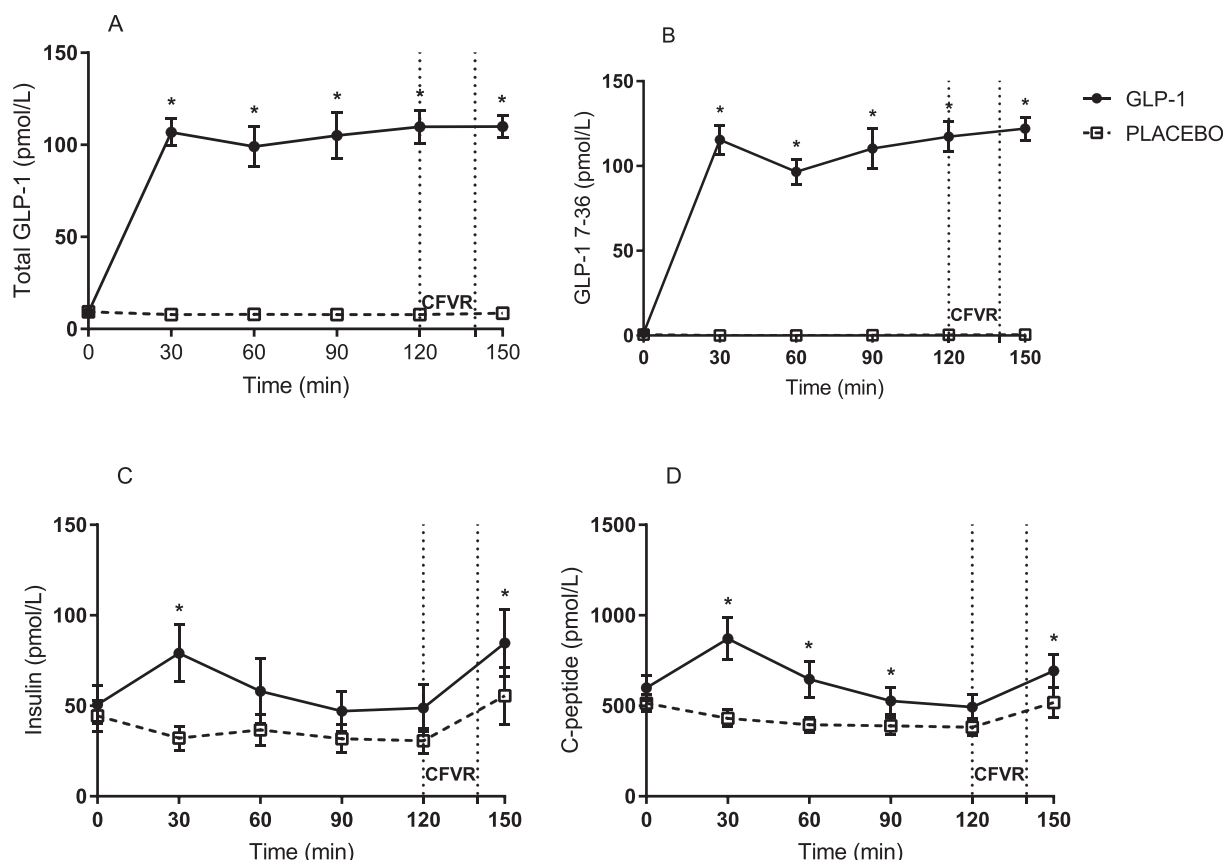 A
Total GLP-1 (pmol/L)
150
100
50
0
* * * * *
CFVR
0 30 60 90 120 150
Time (min)
B
GLP-1 7-36 (pmol/L)
150
100
50
0
* * * * *
CFVR
0 30 60 90 120 150
Time (min)
GLP-1
PLACEBO
C
Insulin (pmol/L)
150
100
50
0
* *
CFVR
0 30 60 90 120 150
Time (min)
D
C-peptide (pmol/L)
1500
1000
500
0
* * * *
CFVR
0 30 60 90 120 150
Time (min)